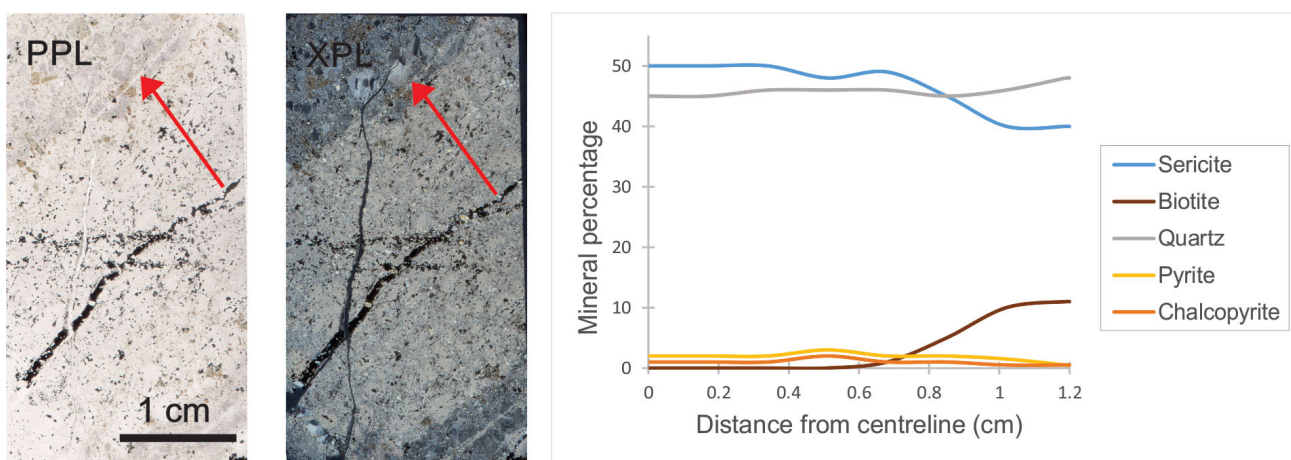 PPL
1 cm
XPL
Mineral percentage
50
40
30
20
10
0
0
0.2
0.4
0.6
0.8
1
1.2
Distance from centreline (cm)
Sericite
Biotite
Quartz
Pyrite
Chalcopyrite